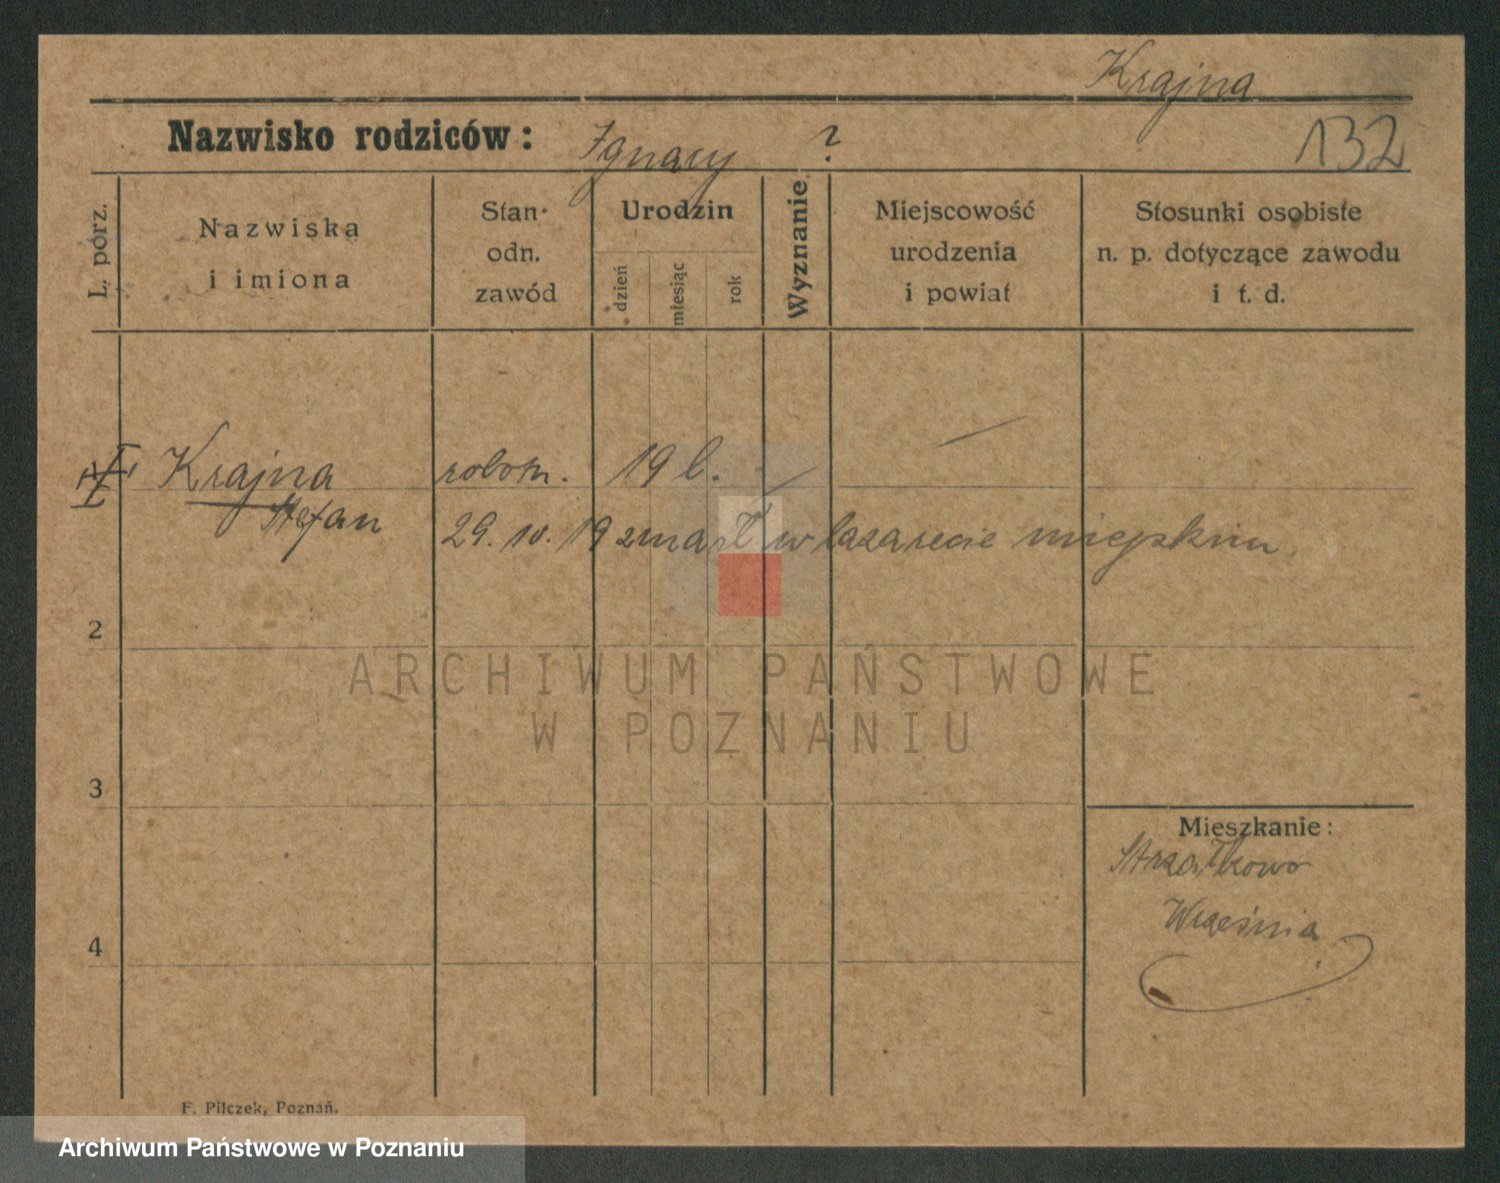 Krajna
Nazwisko rodziców: Ignacy ?
132
L. porz.
Nazwiska
i imiona
Stan
odn.
zawód
Urodzin
dzień
miesiąc
rok
Wyznanie
Miejscowość
urodzenia
i powiat
Stosunki osobiste
n. p. dotyczące zawodu
i t. d.
Krajna robotn. 19 l. — —
Stefan 29. 10. 19 zmarł w lazarecie miejskim.
2
ARCHIWUM PAŃSTWOWE
W POZNANIU
3
Mieszkanie:
Strzałkowo
Września
4
F. Pilczek, Poznań.
Archiwum Państwowe w Poznaniu